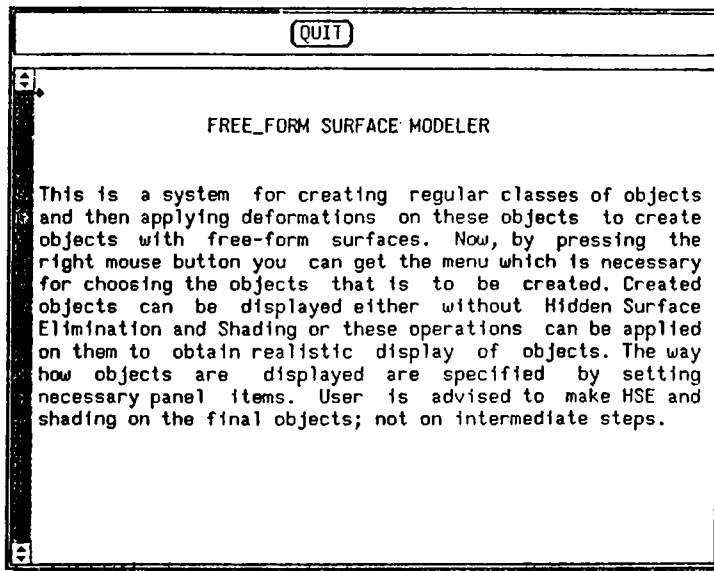 QUIT
FREE_FORM SURFACE MODELER
This is a system for creating regular classes of objects
and then applying deformations on these objects to create
objects with free-form surfaces. Now, by pressing the
right mouse button you can get the menu which is necessary
for choosing the objects that is to be created. Created
objects can be displayed either without Hidden Surface
Elimination and Shading or these operations can be applied
on them to obtain realistic display of objects. The way
how objects are displayed are specified by setting
necessary panel items. User is advised to make HSE and
shading on the final objects; not on intermediate steps.